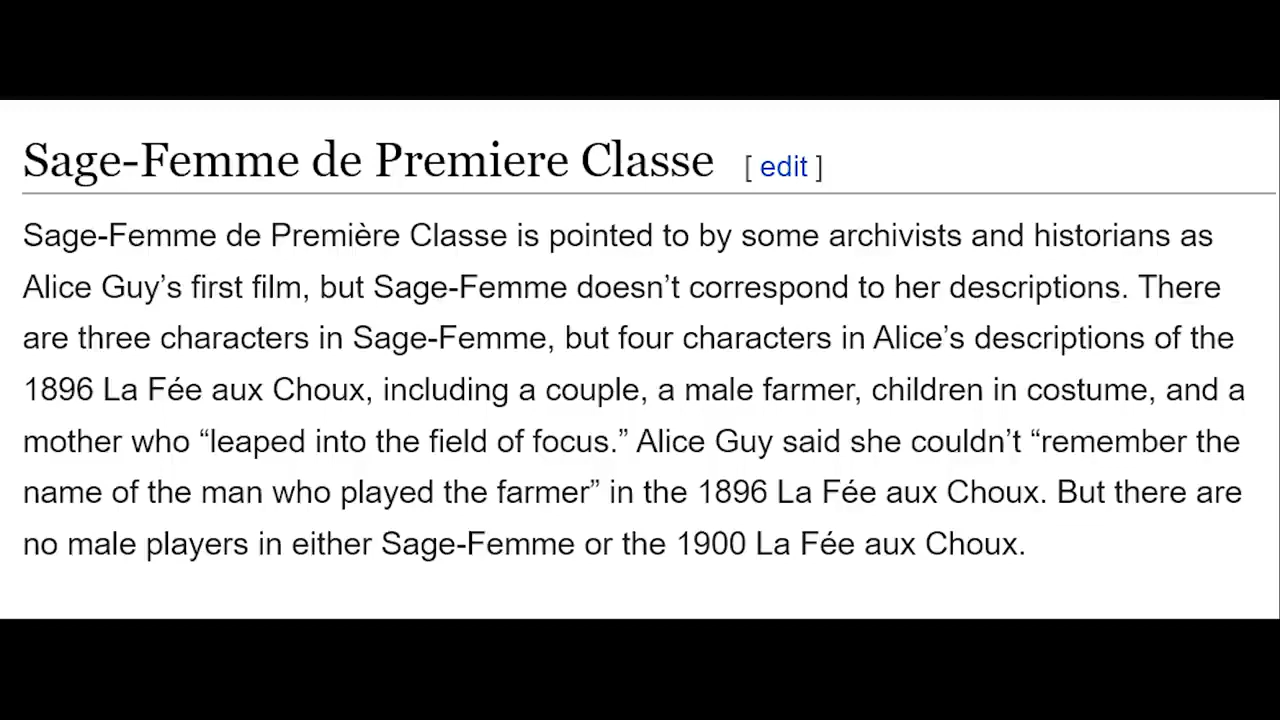 Sage-Femme de Premiere Classe [ edit ]
Sage-Femme de Première Classe is pointed to by some archivists and historians as
Alice Guy’s first film, but Sage-Femme doesn’t correspond to her descriptions. There
are three characters in Sage-Femme, but four characters in Alice’s descriptions of the
1896 La Fée aux Choux, including a couple, a male farmer, children in costume, and a
mother who “leaped into the field of focus.” Alice Guy said she couldn’t “remember the
name of the man who played the farmer” in the 1896 La Fée aux Choux. But there are
no male players in either Sage-Femme or the 1900 La Fée aux Choux.